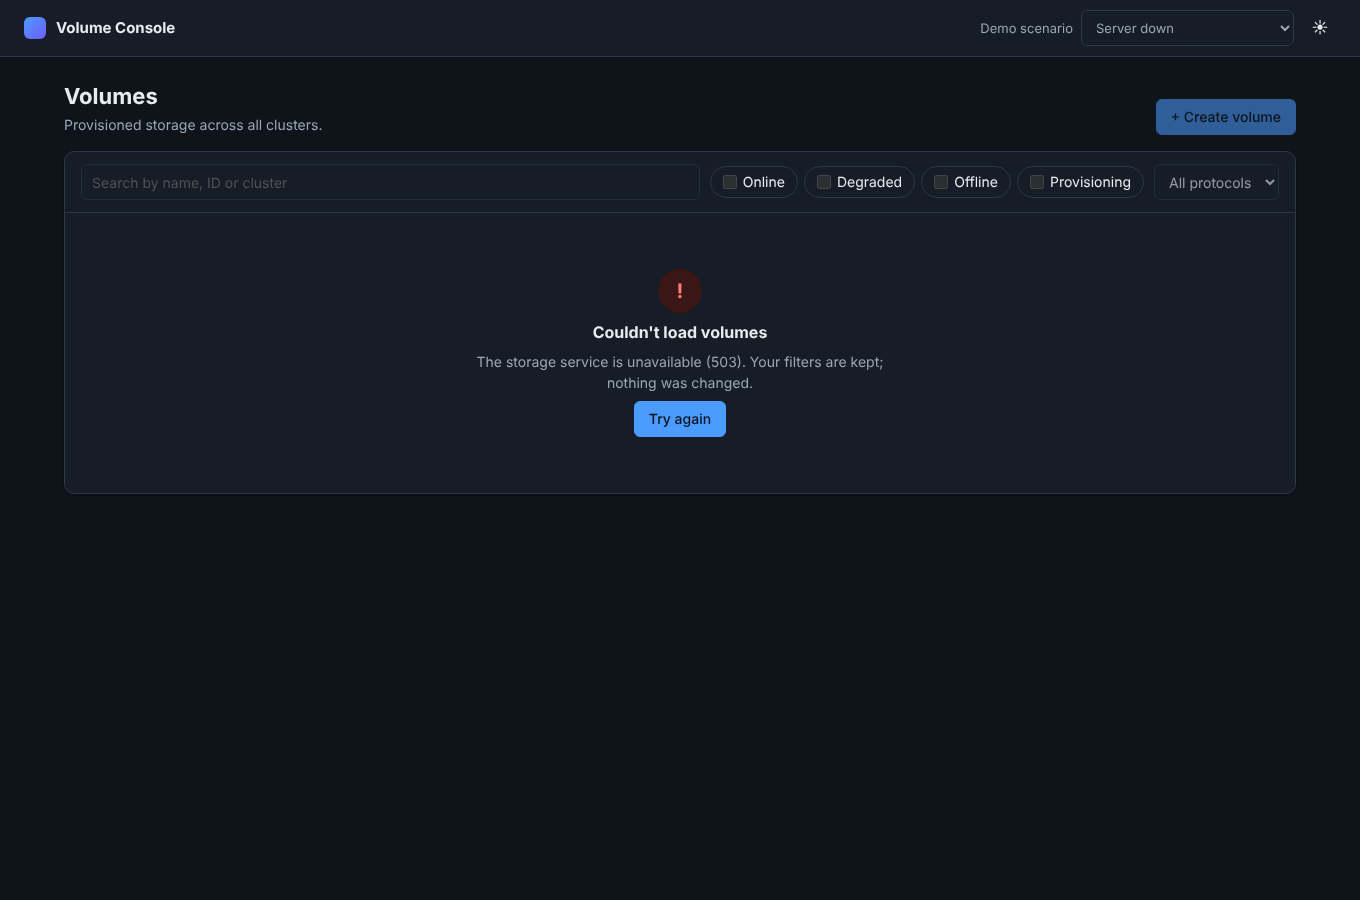 Volume Console
Demo scenario
Server down
Volumes
Provisioned storage across all clusters.
+ Create volume
Search by name, ID or cluster
Online
Degraded
Offline
Provisioning
All protocols
!
Couldn't load volumes
The storage service is unavailable (503). Your filters are kept;
nothing was changed.
Try again